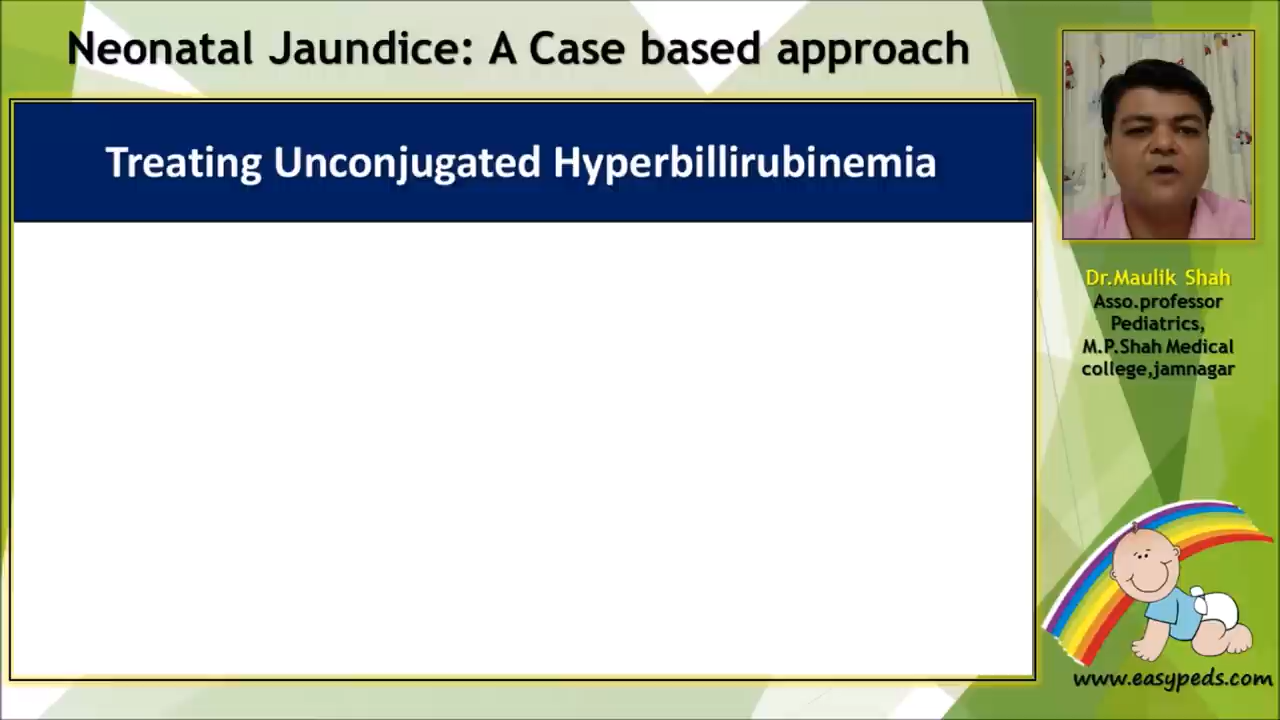 Neonatal Jaundice: A Case based approach
Treating Unconjugated Hyperbillirubinemia
Dr.Maulik Shah
Asso.professor
Pediatrics,
M.P.Shah Medical
college,jamnagar
www.easypeds.com